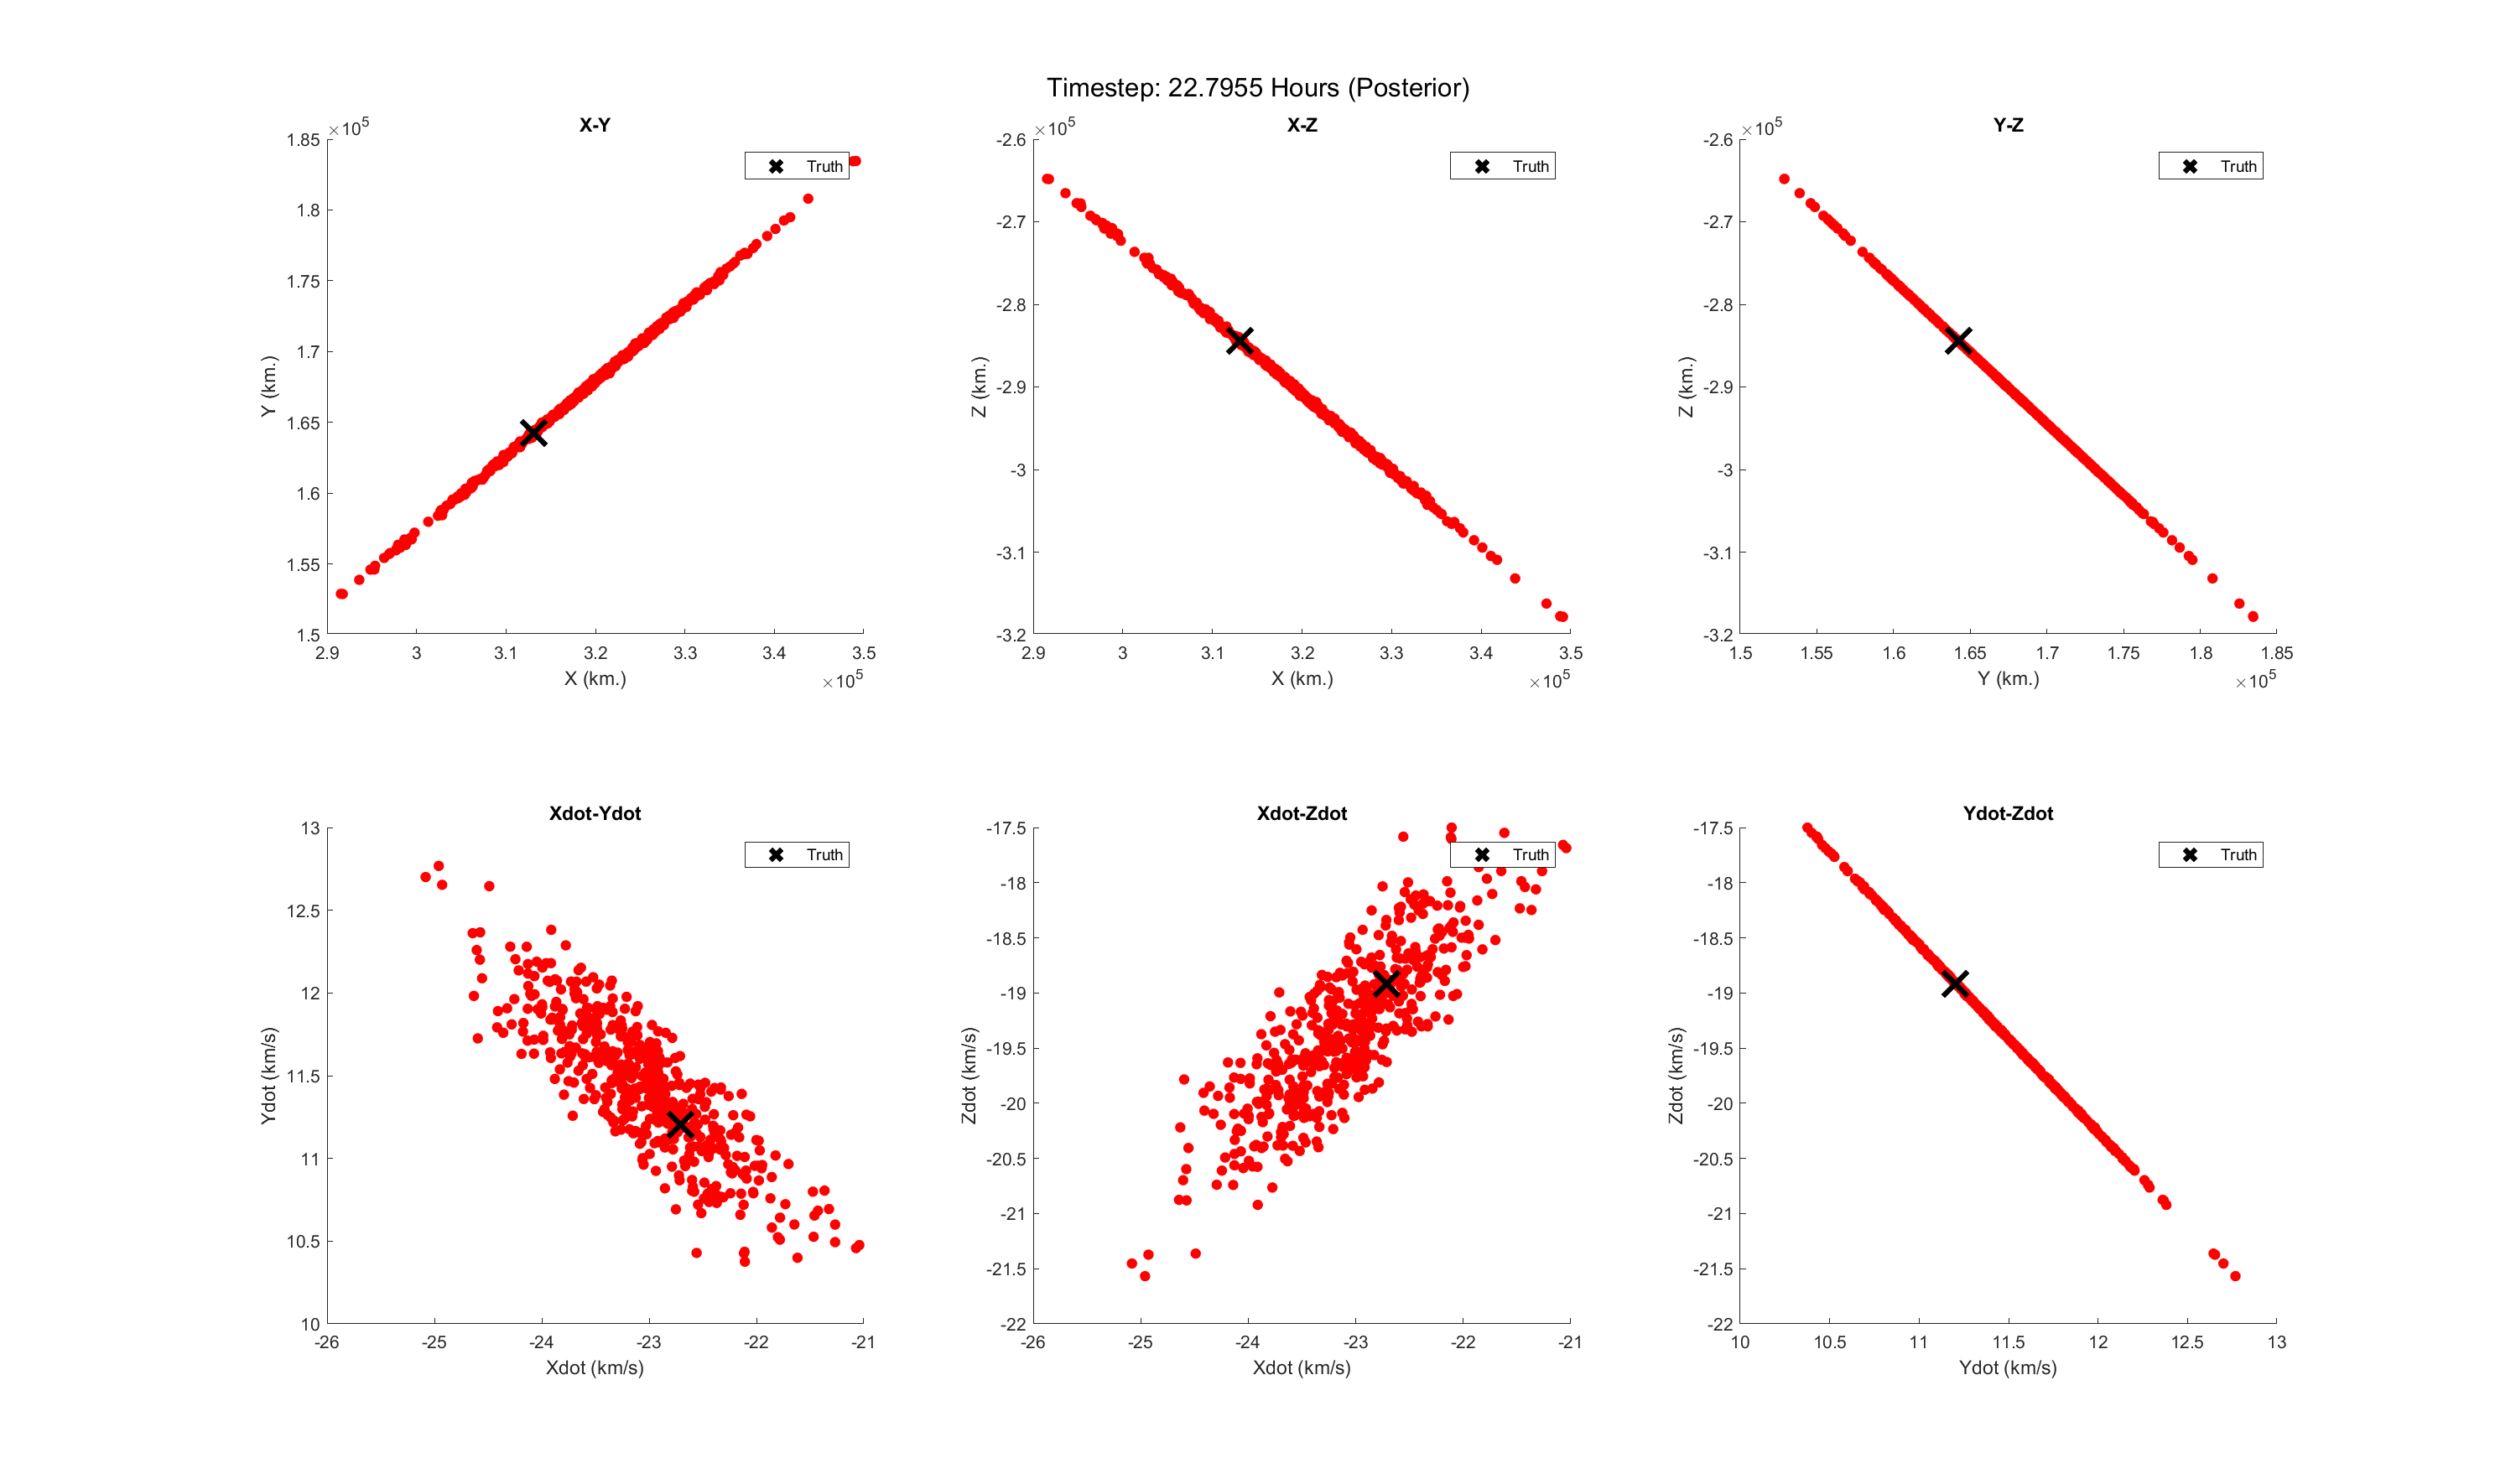 Timestep: 22.7955 Hours (Posterior)
X-Y
×10^5
Truth
1.85
1.8
1.75
1.7
1.65
1.6
1.55
1.5
Y (km.)
2.9 3 3.1 3.2 3.3 3.4 3.5
X (km.)
×10^5
X-Z
×10^5
Truth
-2.6
-2.7
-2.8
-2.9
-3
-3.1
-3.2
Z (km.)
2.9 3 3.1 3.2 3.3 3.4 3.5
X (km.)
×10^5
Y-Z
×10^5
Truth
-2.6
-2.7
-2.8
-2.9
-3
-3.1
-3.2
Z (km.)
1.5 1.55 1.6 1.65 1.7 1.75 1.8 1.85
Y (km.)
×10^5
Xdot-Ydot
Truth
13
12.5
12
11.5
11
10.5
10
Ydot (km/s)
-26 -25 -24 -23 -22 -21
Xdot (km/s)
Xdot-Zdot
Truth
-17.5
-18
-18.5
-19
-19.5
-20
-20.5
-21
-21.5
-22
Zdot (km/s)
-26 -25 -24 -23 -22 -21
Xdot (km/s)
Ydot-Zdot
Truth
-17.5
-18
-18.5
-19
-19.5
-20
-20.5
-21
-21.5
-22
Zdot (km/s)
10 10.5 11 11.5 12 12.5 13
Ydot (km/s)